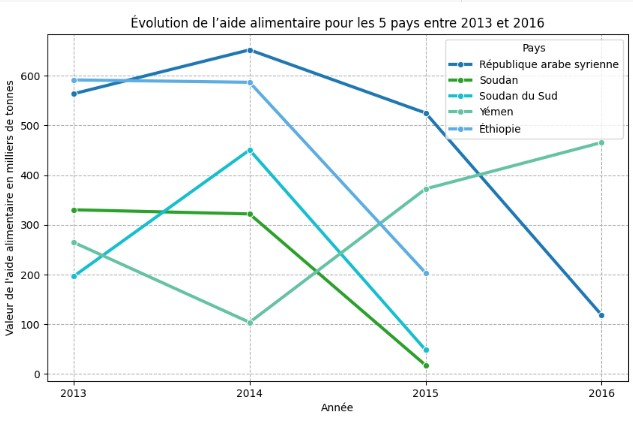 Évolution de l’aide alimentaire pour les 5 pays entre 2013 et 2016
Valeur de l'aide alimentaire en milliers de tonnes
600
500
400
300
200
100
0
Pays
République arabe syrienne
Soudan
Soudan du Sud
Yémen
Éthiopie
2013
2014
2015
2016
Année